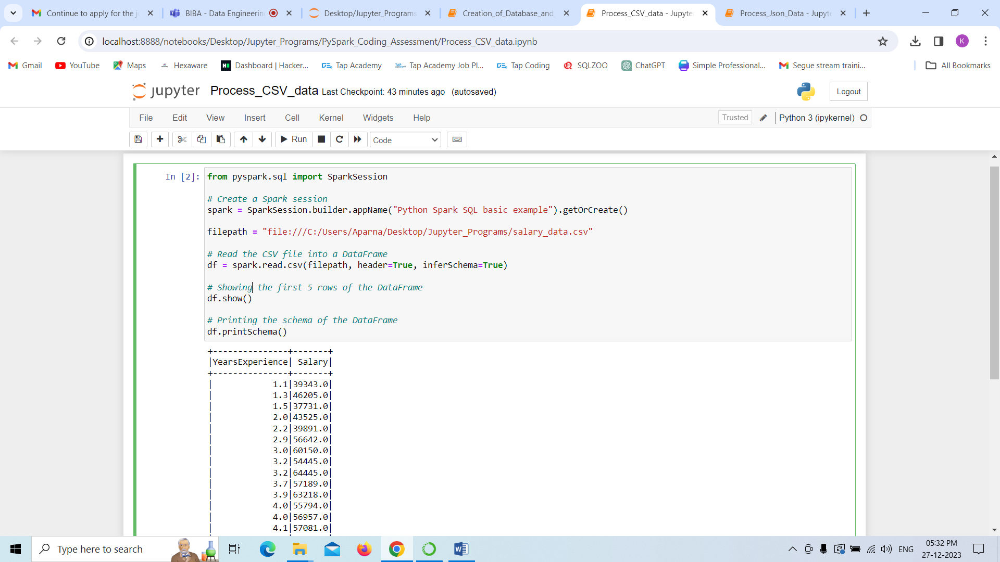 Continue to apply for the j
BIBA - Data Engineerin
Desktop/Jupyter_Programs
Creation_of_Database_and_
Process_CSV_data - Jupyte
Process_Json_Data - Jupyte
localhost:8888/notebooks/Desktop/Jupyter_Programs/PySpark_Coding_Assessment/Process_CSV_data.ipynb
K
Gmail
YouTube
Maps
Hexaware
Dashboard | Hacker...
Tap Academy
Tap Academy Job Pl...
Tap Coding
SQLZOO
ChatGPT
Simple Professional...
Segue stream traini...
All Bookmarks
jupyter
Process_CSV_data Last Checkpoint: 43 minutes ago (autosaved)
Logout
File Edit View Insert Cell Kernel Widgets Help
Trusted
Python 3 (ipykernel)
Run
Code
In [2]:
from pyspark.sql import SparkSession
# Create a Spark session
spark = SparkSession.builder.appName("Python Spark SQL basic example").getOrCreate()
filepath = "file:///C:/Users/Aparna/Desktop/Jupyter_Programs/salary_data.csv"
# Read the CSV file into a DataFrame
df = spark.read.csv(filepath, header=True, inferSchema=True)
# Showing the first 5 rows of the DataFrame
df.show()
# Printing the schema of the DataFrame
df.printSchema()
+---------------+-------+
|YearsExperience| Salary|
+---------------+-------+
|            1.1|39343.0|
|            1.3|46205.0|
|            1.5|37731.0|
|            2.0|43525.0|
|            2.2|39891.0|
|            2.9|56642.0|
|            3.0|60150.0|
|            3.2|54445.0|
|            3.2|64445.0|
|            3.7|57189.0|
|            3.9|63218.0|
|            4.0|55794.0|
|            4.0|56957.0|
|            4.1|57081.0|
Type here to search
ENG
05:32 PM
27-12-2023